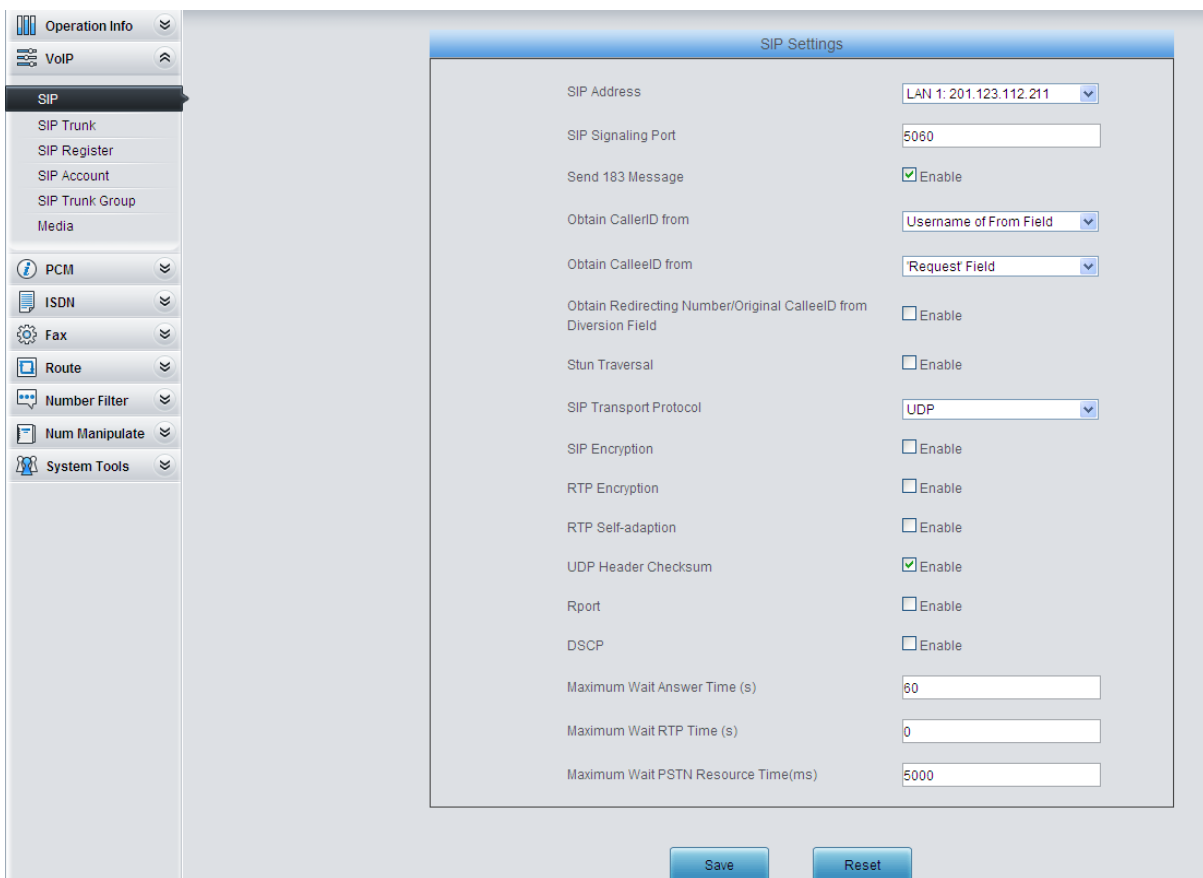 Operation Info
VoIP
SIP
SIP Trunk
SIP Register
SIP Account
SIP Trunk Group
Media
PCM
ISDN
Fax
Route
Number Filter
Num Manipulate
System Tools
SIP Settings
SIP Address LAN 1: 201.123.112.211
SIP Signaling Port 5060
Send 183 Message Enable
Obtain CallerID from Username of From Field
Obtain CalleeID from 'Request' Field
Obtain Redirecting Number/Original CalleeID from
Diversion Field Enable
Stun Traversal Enable
SIP Transport Protocol UDP
SIP Encryption Enable
RTP Encryption Enable
RTP Self-adaption Enable
UDP Header Checksum Enable
Rport Enable
DSCP Enable
Maximum Wait Answer Time (s) 60
Maximum Wait RTP Time (s) 0
Maximum Wait PSTN Resource Time(ms) 5000
Save Reset